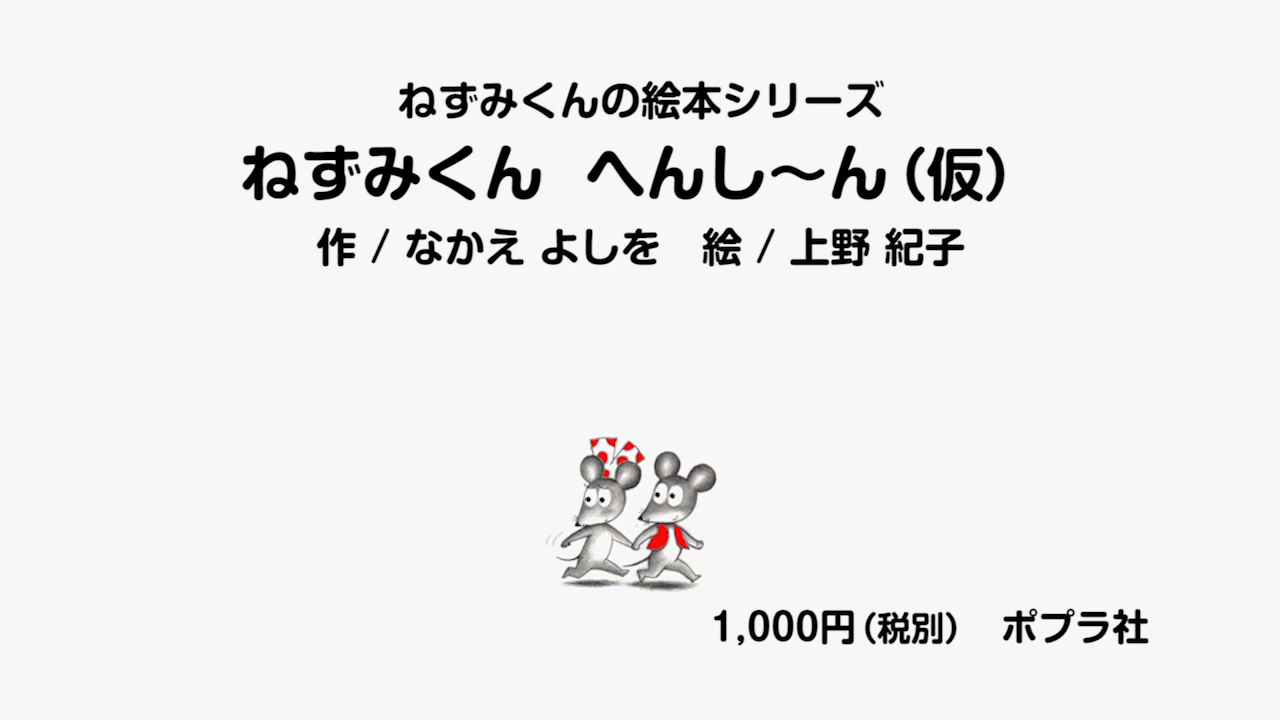 ねずみくんの絵本シリーズ
ねずみくん へんし〜ん（仮）
作 / なかえ よしを 絵 / 上野 紀子
1,000円（税別） ポプラ社